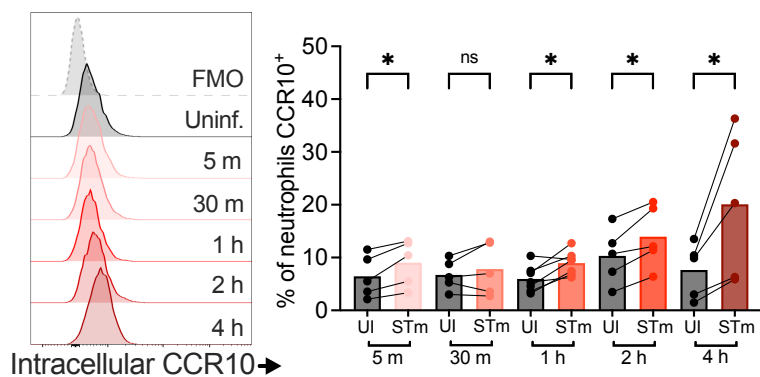 FMO
Uninf.
5 m
30 m
1 h
2 h
4 h
Intracellular CCR10
% of neutrophils CCR10+
50
40
30
20
10
0
* ns * * *
UI STm UI STm UI STm UI STm UI STm
5 m 30 m 1 h 2 h 4 h